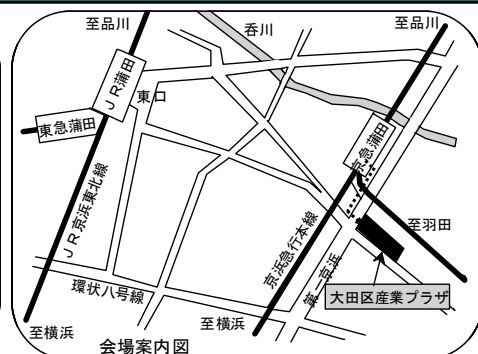 至品川
呑川
至品川
JR蒲田
東口
東急蒲田
京急蒲田
JR京浜東北線
京浜急行本線
至羽田
第一京浜
環状八号線
大田区産業プラザ
至横浜
至横浜
会場案内図